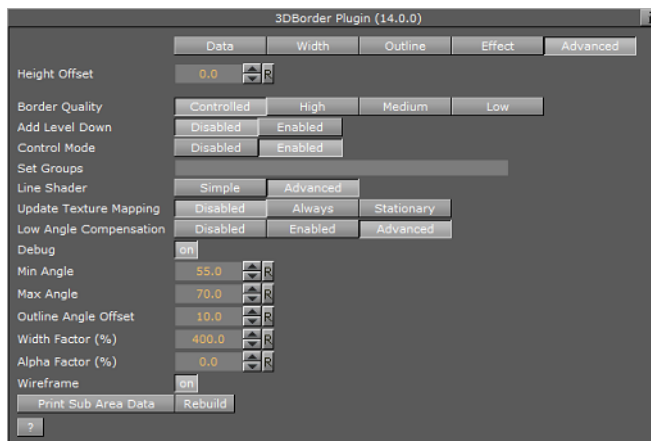 3DBorder Plugin (14.0.0)
Data Width Outline Effect Advanced
Height Offset 0.0 R
Border Quality Controlled High Medium Low
Add Level Down Disabled Enabled
Control Mode Disabled Enabled
Set Groups
Line Shader Simple Advanced
Update Texture Mapping Disabled Always Stationary
Low Angle Compensation Disabled Enabled Advanced
Debug on
Min Angle 55.0 R
Max Angle 70.0 R
Outline Angle Offset 10.0 R
Width Factor (%) 400.0 R
Alpha Factor (%) 0.0 R
Wireframe on
Print Sub Area Data Rebuild
?